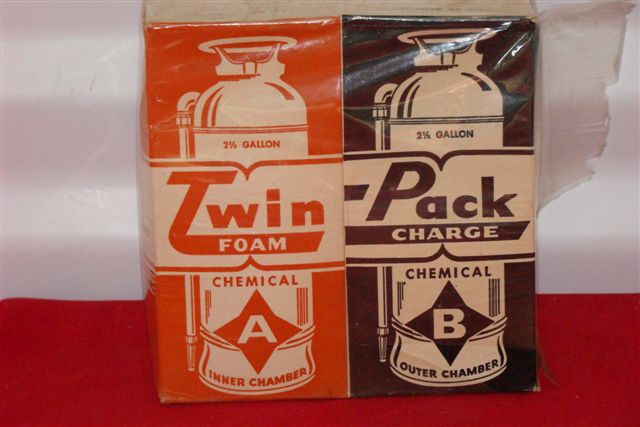 2½ GALLON
Twin
FOAM
CHEMICAL
A
INNER CHAMBER
2½ GALLON
Pack
CHARGE
CHEMICAL
B
OUTER CHAMBER